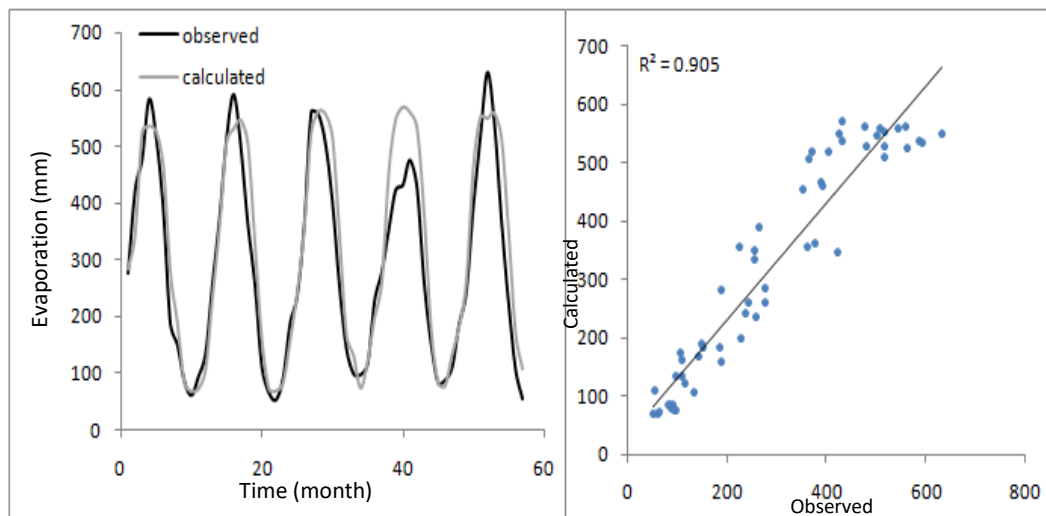 observed
calculated
Evaporation (mm)
700
600
500
400
300
200
100
0
0 20 40 60
Time (month)
R² = 0.905
Calculated
700
600
500
400
300
200
100
0
0 200 400 600 800
Observed